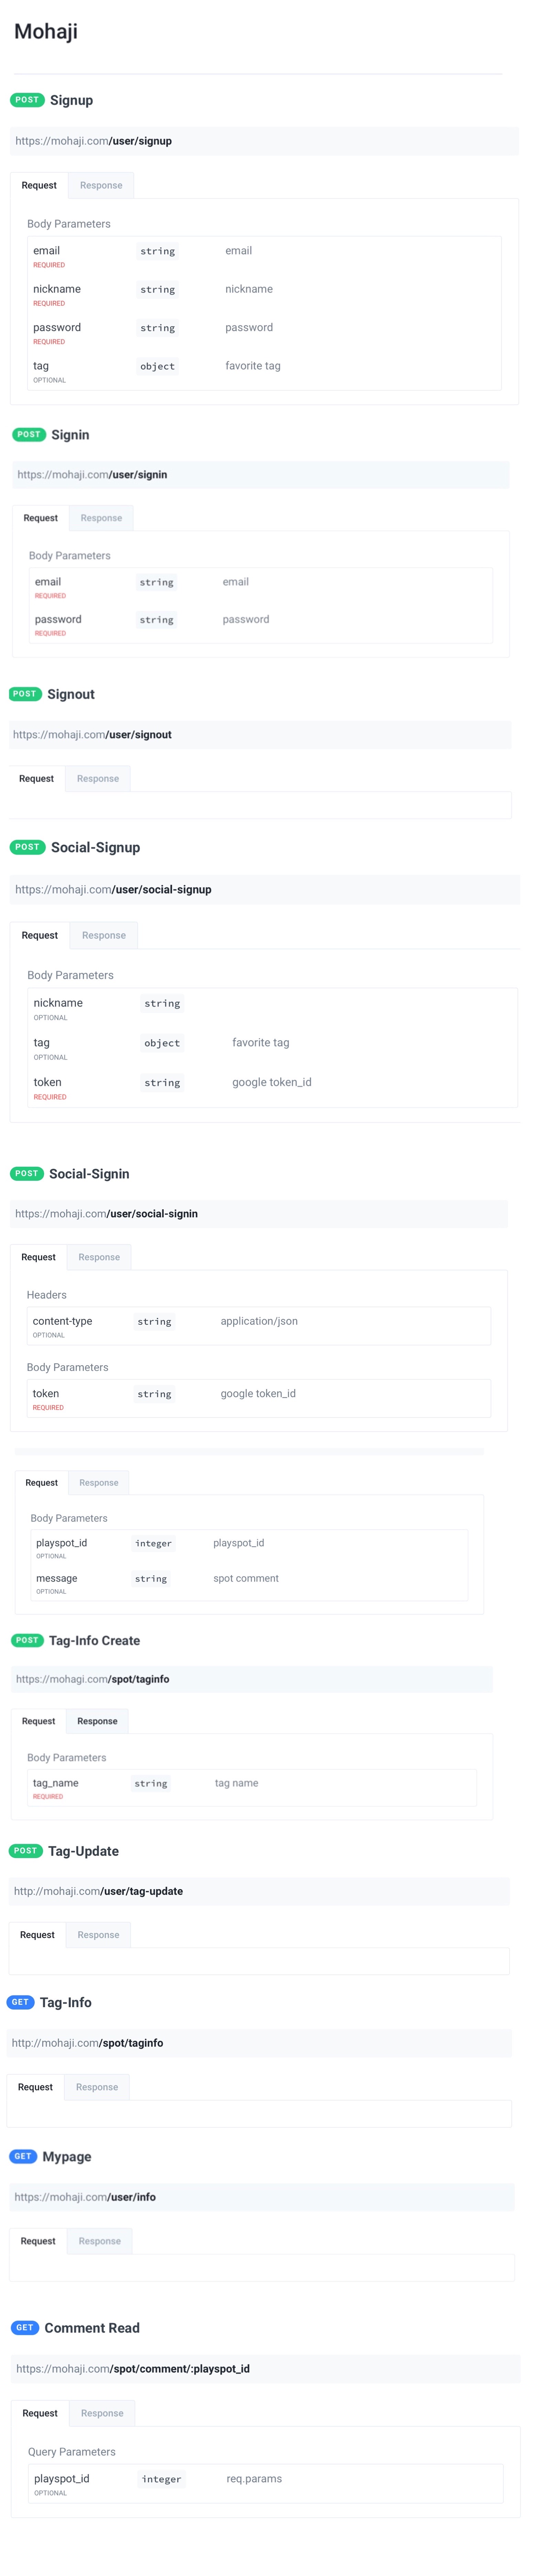 Mohaji
POST Signup
https://mohaji.com/user/signup
Request Response
Body Parameters
email string email
REQUIRED
nickname string nickname
REQUIRED
password string password
REQUIRED
tag object favorite tag
OPTIONAL
POST Signin
https://mohaji.com/user/signin
Request Response
Body Parameters
email string email
REQUIRED
password string password
REQUIRED
POST Signout
https://mohaji.com/user/signout
Request Response
POST Social-Signup
https://mohaji.com/user/social-signup
Request Response
Body Parameters
nickname string
OPTIONAL
tag object favorite tag
OPTIONAL
token string google token_id
REQUIRED
POST Social-Signin
https://mohaji.com/user/social-signin
Request Response
Headers
content-type string application/json
OPTIONAL
Body Parameters
token string google token_id
REQUIRED
Request Response
Body Parameters
playspot_id integer playspot_id
OPTIONAL
message string spot comment
OPTIONAL
POST Tag-Info Create
https://mohagi.com/spot/taginfo
Request Response
Body Parameters
tag_name string tag name
REQUIRED
POST Tag-Update
http://mohaji.com/user/tag-update
Request Response
GET Tag-Info
http://mohaji.com/spot/taginfo
Request Response
GET Mypage
https://mohaji.com/user/info
Request Response
GET Comment Read
https://mohaji.com/spot/comment/:playspot_id
Request Response
Query Parameters
playspot_id integer req.params
OPTIONAL